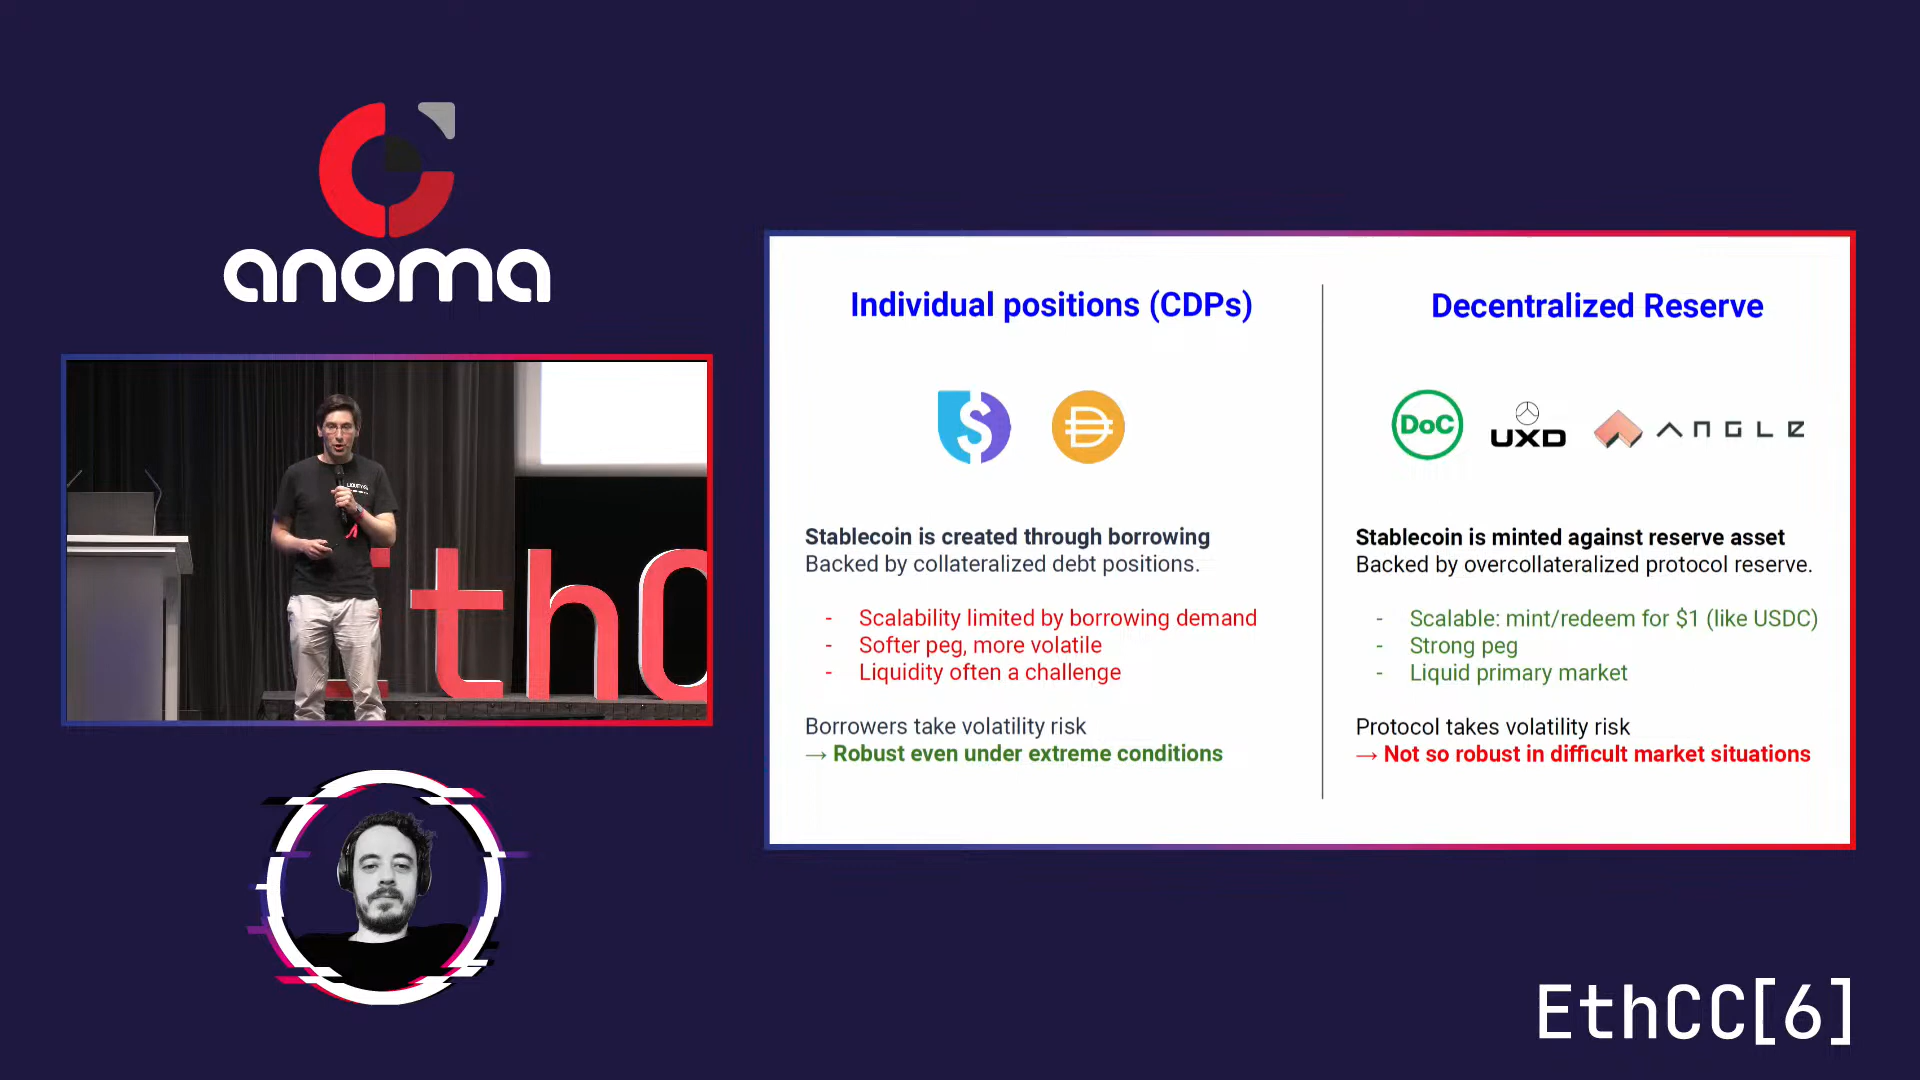 anoma
EthC
Individual positions (CDPs)
Stablecoin is created through borrowing
Backed by collateralized debt positions.
- Scalability limited by borrowing demand
- Softer peg, more volatile
- Liquidity often a challenge
Borrowers take volatility risk
→ Robust even under extreme conditions
Decentralized Reserve
DoC
UXD
ANGLE
Stablecoin is minted against reserve asset
Backed by overcollateralized protocol reserve.
- Scalable: mint/redeem for $1 (like USDC)
- Strong peg
- Liquid primary market
Protocol takes volatility risk
→ Not so robust in difficult market situations
EthCC[6]